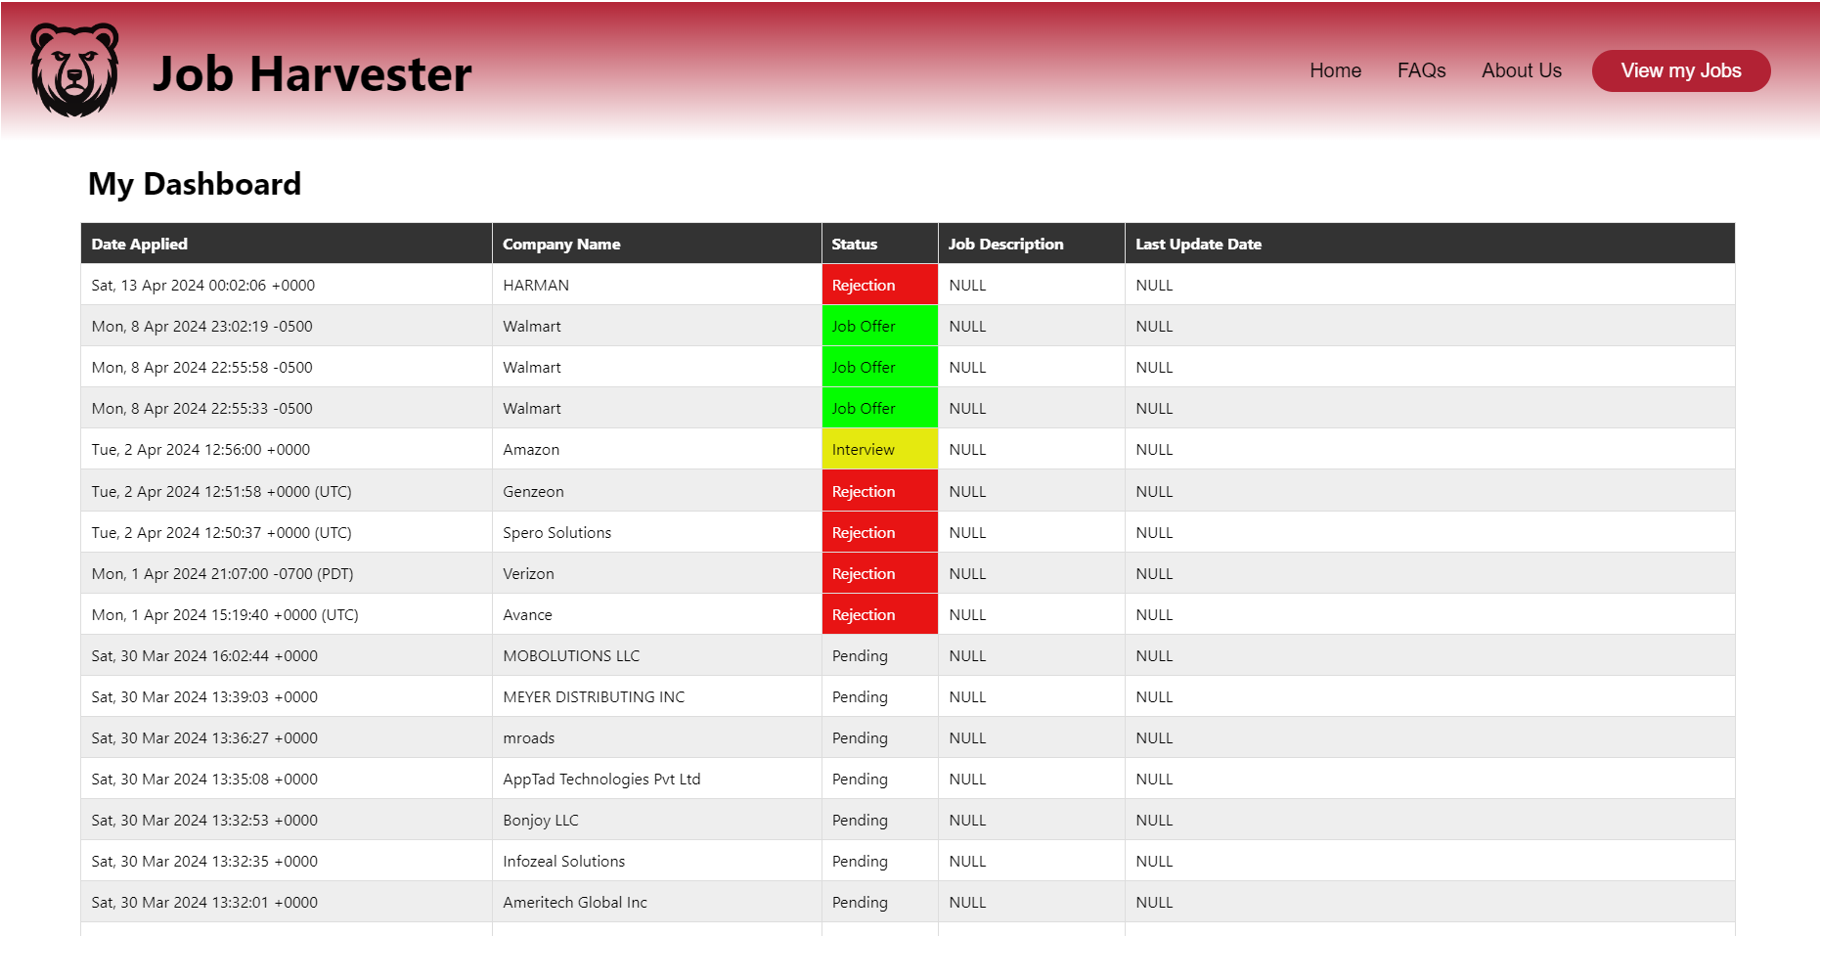 Job Harvester
Home FAQs About Us View my Jobs
My Dashboard
Date Applied Company Name Status Job Description Last Update Date
Sat, 13 Apr 2024 00:02:06 +0000 HARMAN Rejection NULL NULL
Mon, 8 Apr 2024 23:02:19 -0500 Walmart Job Offer NULL NULL
Mon, 8 Apr 2024 22:55:58 -0500 Walmart Job Offer NULL NULL
Mon, 8 Apr 2024 22:55:33 -0500 Walmart Job Offer NULL NULL
Tue, 2 Apr 2024 12:56:00 +0000 Amazon Interview NULL NULL
Tue, 2 Apr 2024 12:51:58 +0000 (UTC) Genzeon Rejection NULL NULL
Tue, 2 Apr 2024 12:50:37 +0000 (UTC) Spero Solutions Rejection NULL NULL
Mon, 1 Apr 2024 21:07:00 -0700 (PDT) Verizon Rejection NULL NULL
Mon, 1 Apr 2024 15:19:40 +0000 (UTC) Avance Rejection NULL NULL
Sat, 30 Mar 2024 16:02:44 +0000 MOBOLUTIONS LLC Pending NULL NULL
Sat, 30 Mar 2024 13:39:03 +0000 MEYER DISTRIBUTING INC Pending NULL NULL
Sat, 30 Mar 2024 13:36:27 +0000 mroads Pending NULL NULL
Sat, 30 Mar 2024 13:35:08 +0000 AppTad Technologies Pvt Ltd Pending NULL NULL
Sat, 30 Mar 2024 13:32:53 +0000 Bonjoy LLC Pending NULL NULL
Sat, 30 Mar 2024 13:32:35 +0000 Infozeal Solutions Pending NULL NULL
Sat, 30 Mar 2024 13:32:01 +0000 Ameritech Global Inc Pending NULL NULL